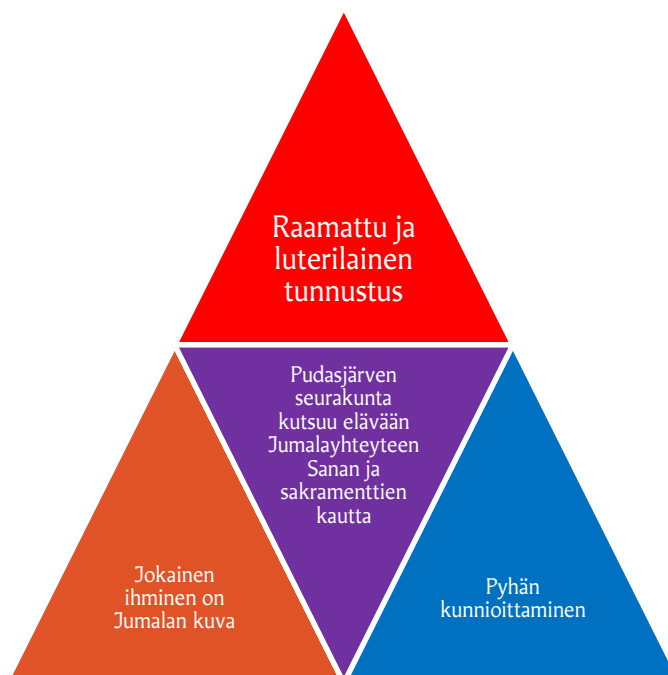 Raamattu ja
luterilainen
tunnustus
Pudasjärven
seurakunta
kutsuu elävään
Jumalayhteyteen
Sanan ja
sakramenttien
kautta
Jokainen
ihminen on
Jumalan kuva
Pyhän
kunnioittaminen